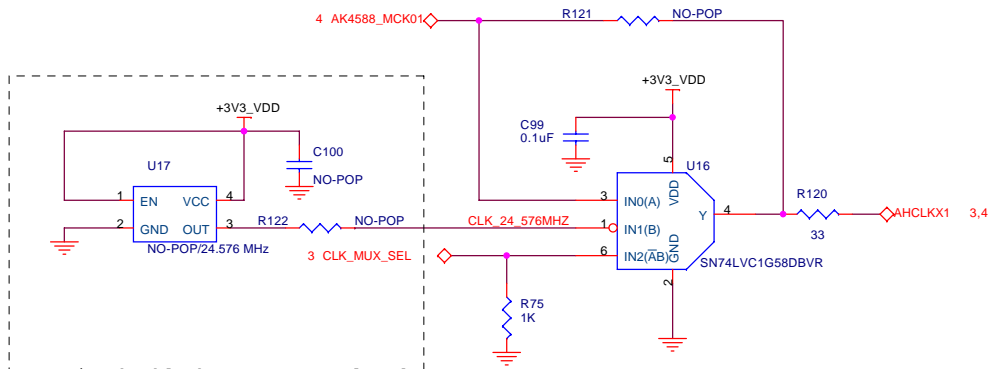 4 AK4588_MCK01
R121
NO-POP
+3V3_VDD
+3V3_VDD
C99
0.1uF
U17
C100
NO-POP
5
U16
1
EN
VCC
4
3
IN0(A)
VDD
R120
2
GND
OUT
3
R122
NO-POP
CLK_24_576MHZ
1
IN1(B)
Y
4
AHCLKX1 3,4
NO-POP/24.576 MHz
33
3 CLK_MUX_SEL
6
IN2(A̅B)
GND
SN74LVC1G58DBVR
2
R75
1K